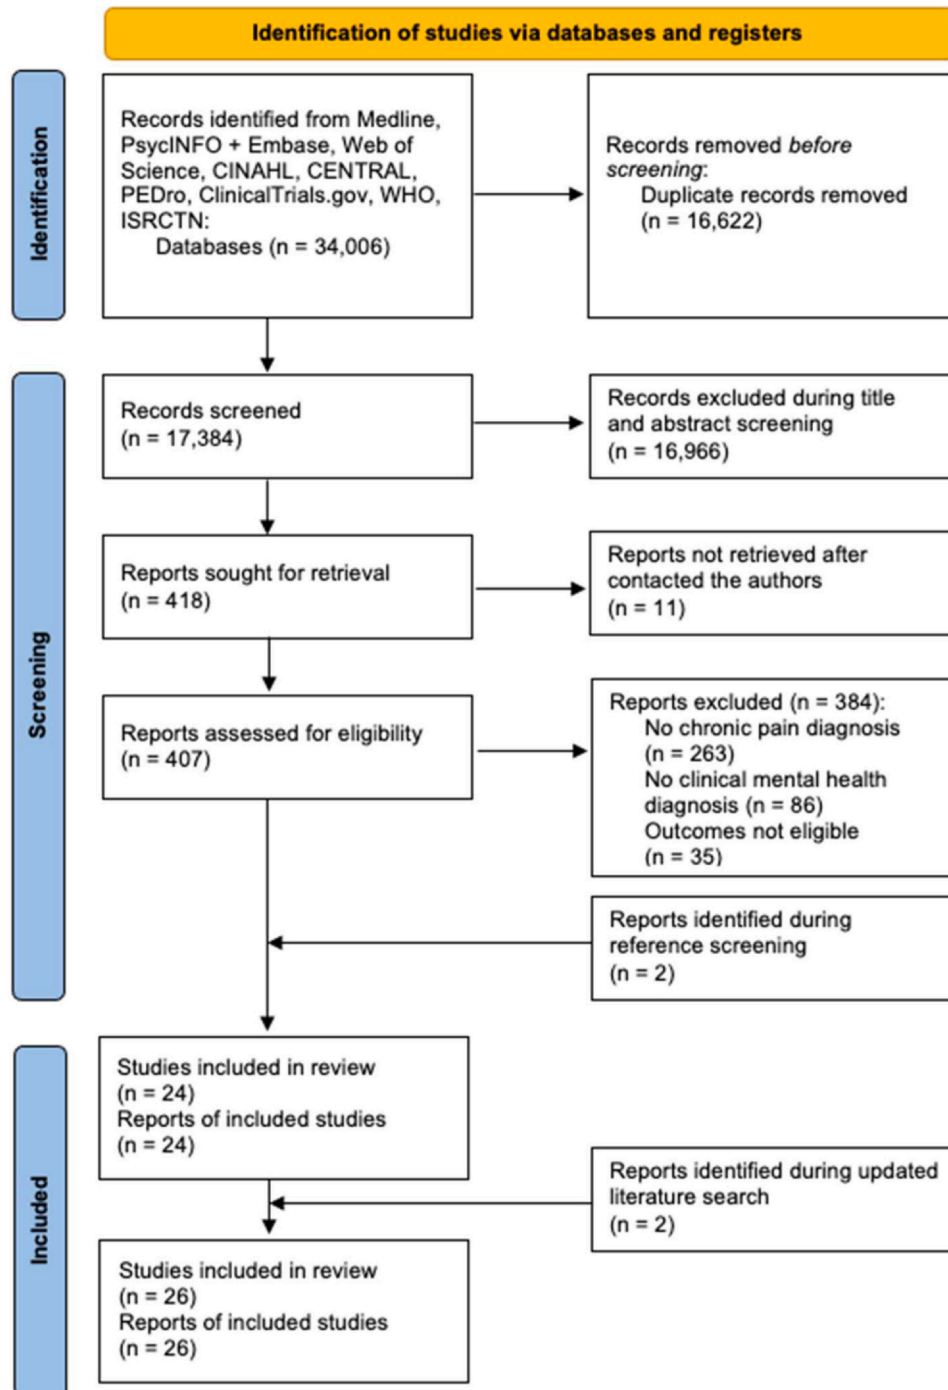 Identification of studies via databases and registers
Identification
Records identified from Medline,
PsycINFO + Embase, Web of
Science, CINAHL, CENTRAL,
PEDro, ClinicalTrials.gov, WHO,
ISRCTN:
Databases (n = 34,006)
Records removed before
screening:
Duplicate records removed
(n = 16,622)
Screening
Records screened
(n = 17,384)
Records excluded during title
and abstract screening
(n = 16,966)
Reports sought for retrieval
(n = 418)
Reports not retrieved after
contacted the authors
(n = 11)
Reports assessed for eligibility
(n = 407)
Reports excluded (n = 384):
No chronic pain diagnosis
(n = 263)
No clinical mental health
diagnosis (n = 86)
Outcomes not eligible
(n = 35)
Reports identified during
reference screening
(n = 2)
Included
Studies included in review
(n = 24)
Reports of included studies
(n = 24)
Reports identified during updated
literature search
(n = 2)
Studies included in review
(n = 26)
Reports of included studies
(n = 26)